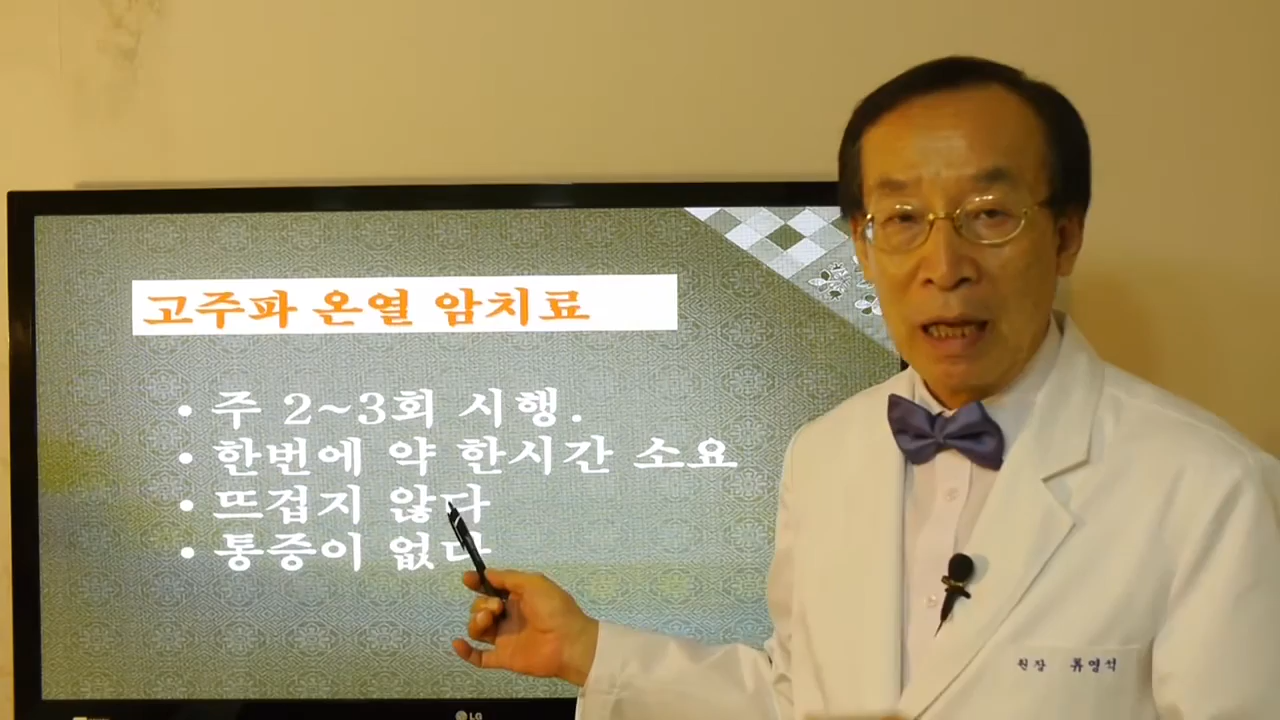 고주파 온열 암치료
• 주 2~3회 시행.
• 한번에 약 한시간 소요
• 뜨겁지 않다
• 통증이 없다
LG
원장 류영석